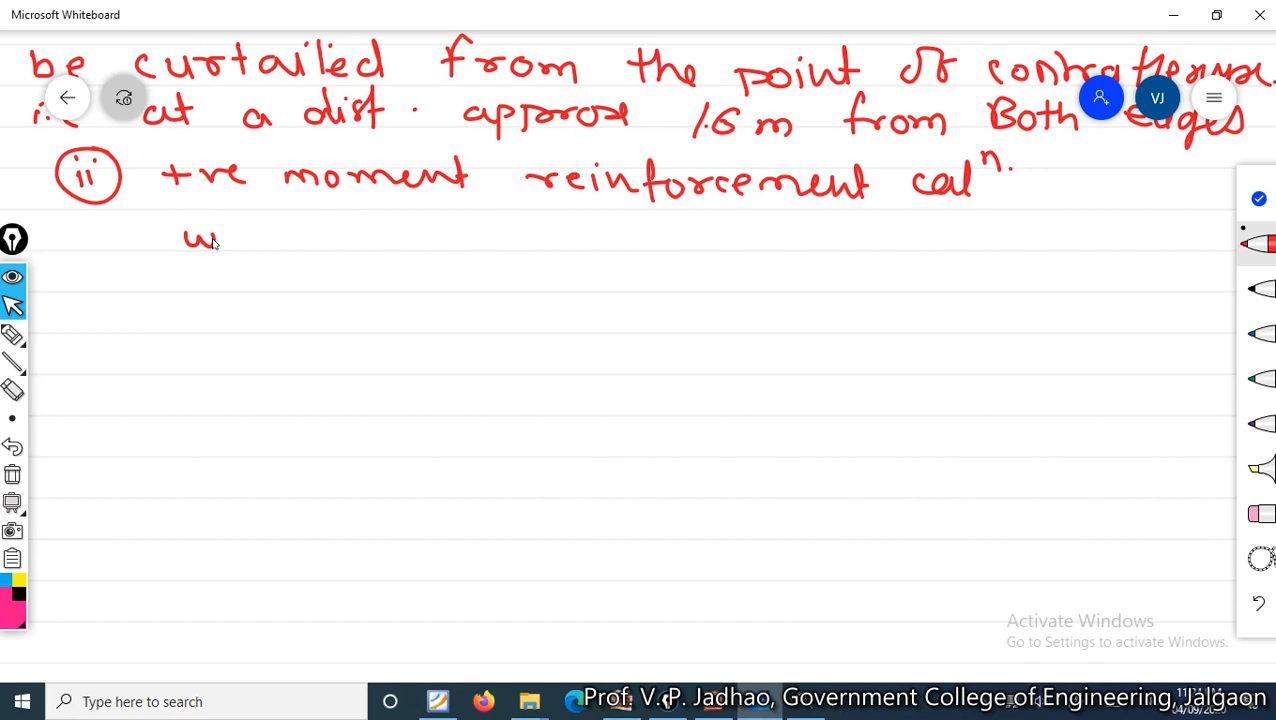 Microsoft Whiteboard
be curtailed from the point of contraflexure.
i.e at a dist. approx 1.6 m from Both edges
ii +ve moment reinforcement calⁿ.
w
VJ
Activate Windows
Go to Settings to activate Windows.
Type here to search
Prof. V. P. Jadhao, Government College of Engineering, Jalgaon